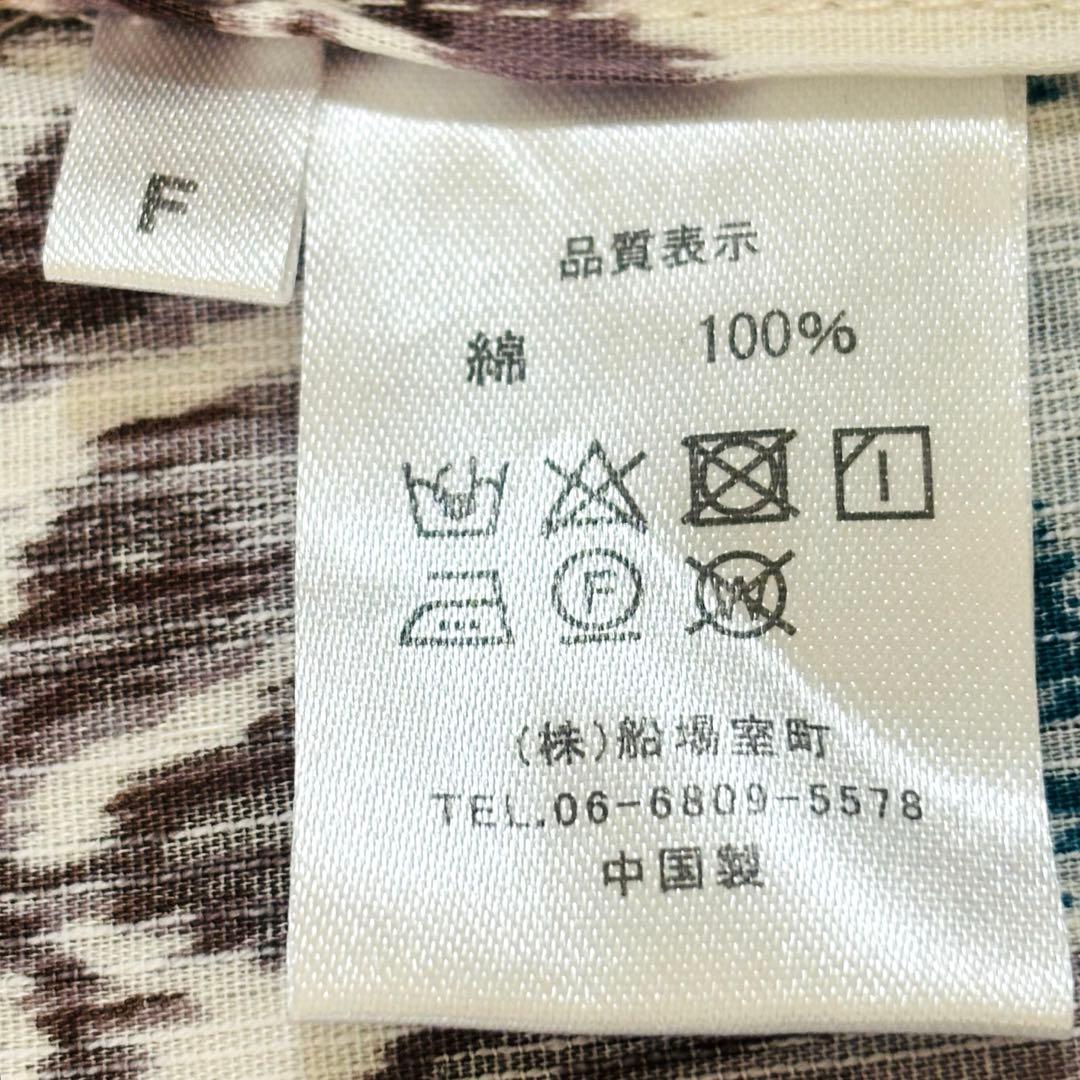 F
品質表示
綿 100%
F W
(株)船場室町
TEL.06-6809-5578
中国製